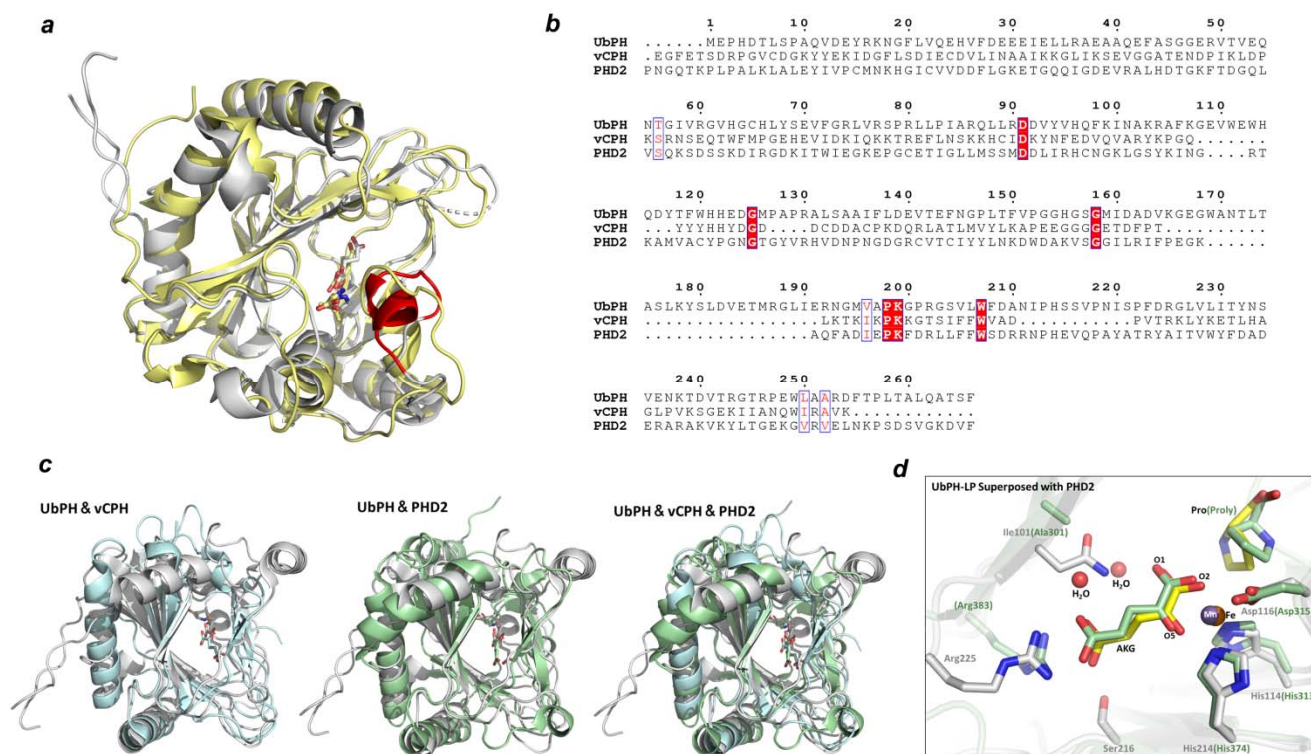 a
b
1 10 20 30 40 50
UbPH ......MEPHDTLSPAQVDEYRKNGFLVQEHVFDEEEIELLRAEAAQEFASGGERVTVEQ
vCPH EGFETSDRPGVCDGKYYEKIDGFLSDIECDVLINAAIKKGLIKSEVGGATENDPIKLDP
PHD2 PNGQTKPLPALKLALEYIVPCMNKHGICVVDDFLGKETGQQIGDEVRALHDTGKFTDGQL
60 70 80 90 100 110
UbPH NTGIVRGVHGCHLYSEVFGRLVRSPRLLPIARQLLRDDVYVHQFKINAKRAFKGEVWEWH
vCPH KSRNSEQTWFMPGEHEVIDKIQKKTREFLNSKKHCIDKYNFEDVQVARYKPGQ.......
PHD2 VSQKSDSSKDIRGDKITWIEGKEPGCETIGLLMSSMDDLIRHCNGKLGSYKING....RT
120 130 140 150 160 170
UbPH QDYTFWHHEDGMPAPRALSAAIFLDEVTEFNGPLTFVPGGHGSGMIDADVKGEGWANTLT
vCPH ...YYYHHYDGD....DCDDACPKDQRLATLMVYLKAPEEGGGGETDFPT..........
PHD2 KAMVACYPGNGTGYVRHVDNPNGDGRCVTCIYYLNKDWDAKVSGGILRIFPEGK......
175 185 190 200 210 220 230
UbPH ASLKYSLDVETMRGLIERNGMVAPKGPRGSVLWFDANIPHSSVPNISPFDRGLVLITYNS
vCPH .................LKTKIKPKKGTSIFFWVAD.........PVTRKLYKETLHA
PHD2 ................AQFADIEPKFDRLLFFWSDRRNPHEVQPAYATRYAITVWYFDAD
240 250 260
UbPH VENKTDVTRGTRPEWLAARDFTPLTALQATSF
vCPH GLPVKSGEKIIANQWIRAVK............
PHD2 ERARAKVKYLTGEKGVRVELNKPSDSVGKDVF
c
UbPH & vCPH
UbPH & PHD2
UbPH & vCPH & PHD2
d
UbPH-LP Superposed with PHD2
Pro(Proly)
Ile101(Ala301)
O1
O2
H₂O
H₂O
(Arg383)
Asp116(Asp315
Mn
Fe
O5
AKG
Arg225
His114(His313
Ser216
His214(His374)